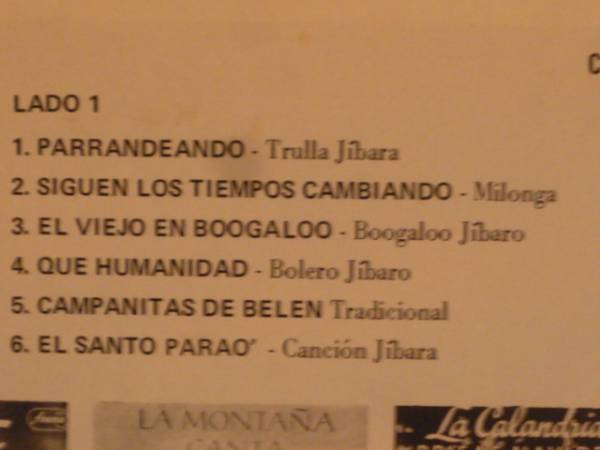 C
LADO 1
1. PARRANDEANDO - Trulla Jíbara
2. SIGUEN LOS TIEMPOS CAMBIANDO - Milonga
3. EL VIEJO EN BOOGALOO - Boogaloo Jíbaro
4. QUE HUMANIDAD - Bolero Jíbaro
5. CAMPANITAS DE BELEN Tradicional
6. EL SANTO PARAO´ - Canción Jíbara
LA MONTAÑA
CANTA
La Calandria